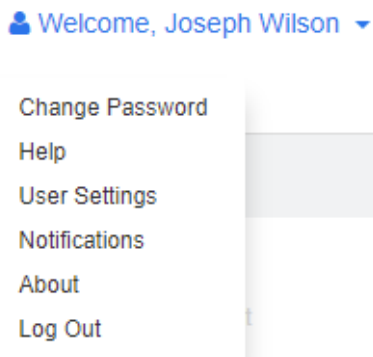 Welcome, Joseph Wilson
Change Password
Help
User Settings
Notifications
About
Log Out